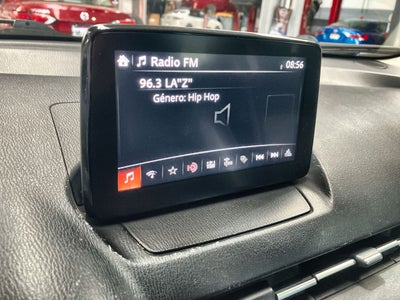 Radio FM
08:56
96.3 LA"Z"
Género: Hip Hop